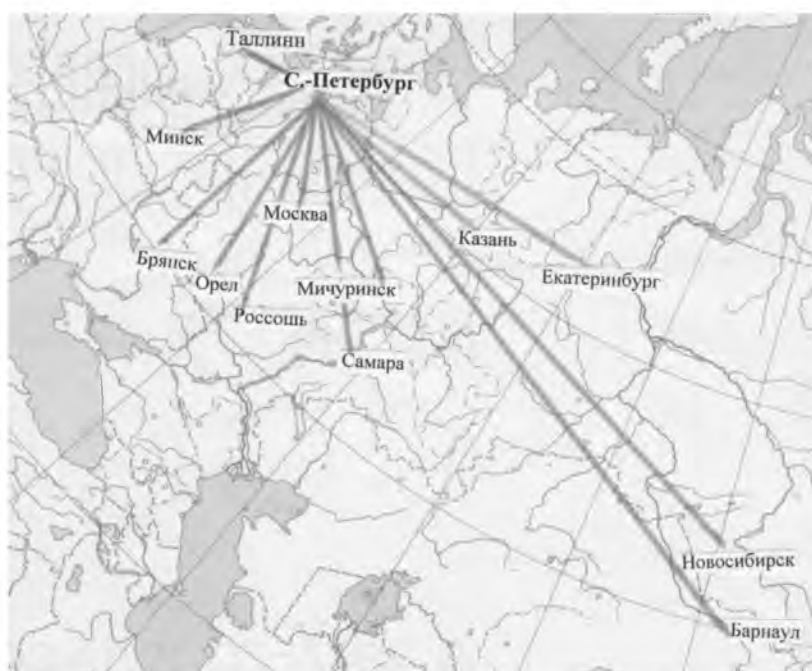 Таллинн
С.-Петербург
Минск
Москва
Казань
Брянск
Орел
Мичуринск
Екатеринбург
Россошь
Самара
Новосибирск
Барнаул